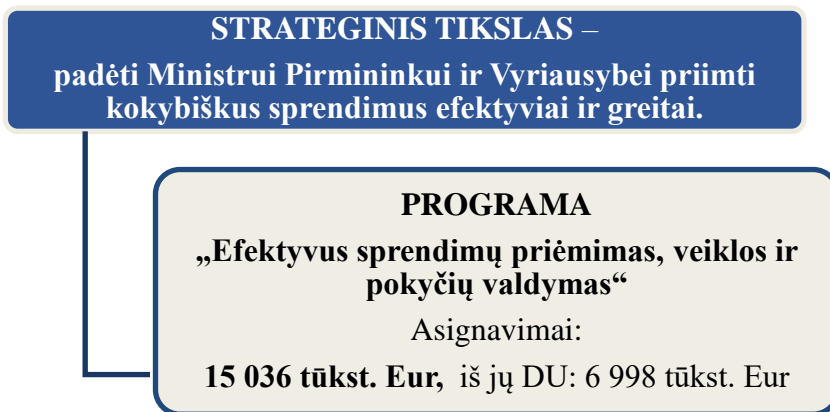 STRATEGINIS TIKSLAS –
padėti Ministrui Pirmininkui ir Vyriausybei priimti
kokybiškus sprendimus efektyviai ir greitai.
PROGRAMA
„Efektyvus sprendimų priėmimas, veiklos ir
pokyčių valdymas“
Asignavimai:
15 036 tūkst. Eur, iš jų DU: 6 998 tūkst. Eur